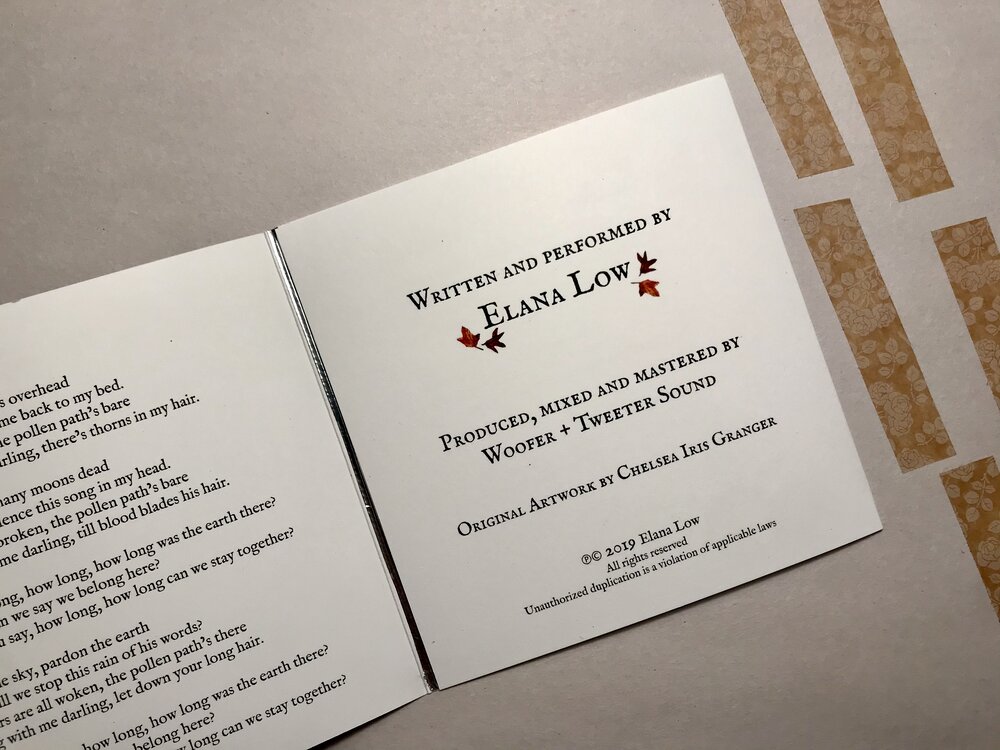 s overhead
me back to my bed.
e pollen path's bare
rling, there's thorns in my hair.
many moons dead
lence this song in my head.
broken, the pollen path's bare
me darling, till blood blades his hair.
ng, how long, how long was the earth there?
n we say we belong here?
n say, how long, how long can we stay together?
e sky, pardon the earth
ll we stop this rain of his words?
rs are all woken, the pollen path's there
g with me darling, let down your long hair.
how long, how long was the earth there?
belong here?
long can we stay together?
Written and performed by
Elana Low
Produced, mixed and mastered by
Woofer + Tweeter Sound
Original Artwork by Chelsea Iris Granger
℗© 2019 Elana Low
All rights reserved
Unauthorized duplication is a violation of applicable laws